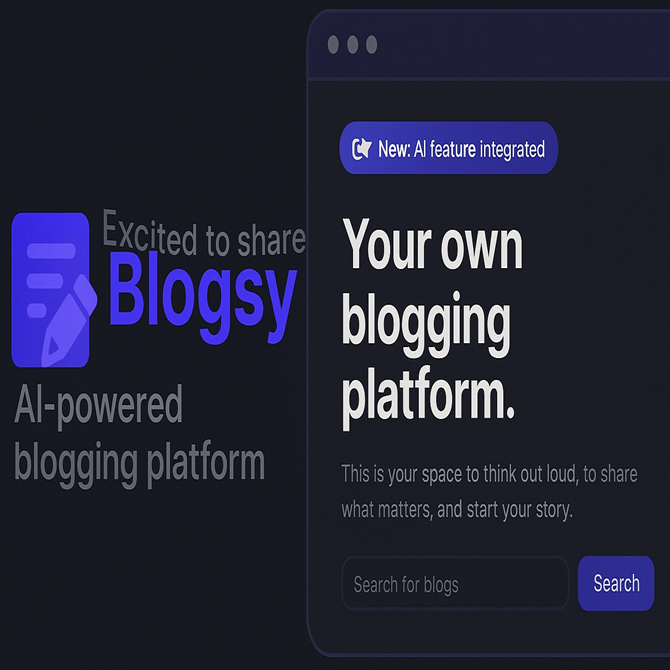 Excited to share
Blogsy
AI-powered
blogging platform
New: AI feature integrated
Your own
blogging
platform.
This is your space to think out loud, to share
what matters, and start your story.
Search for blogs
Search